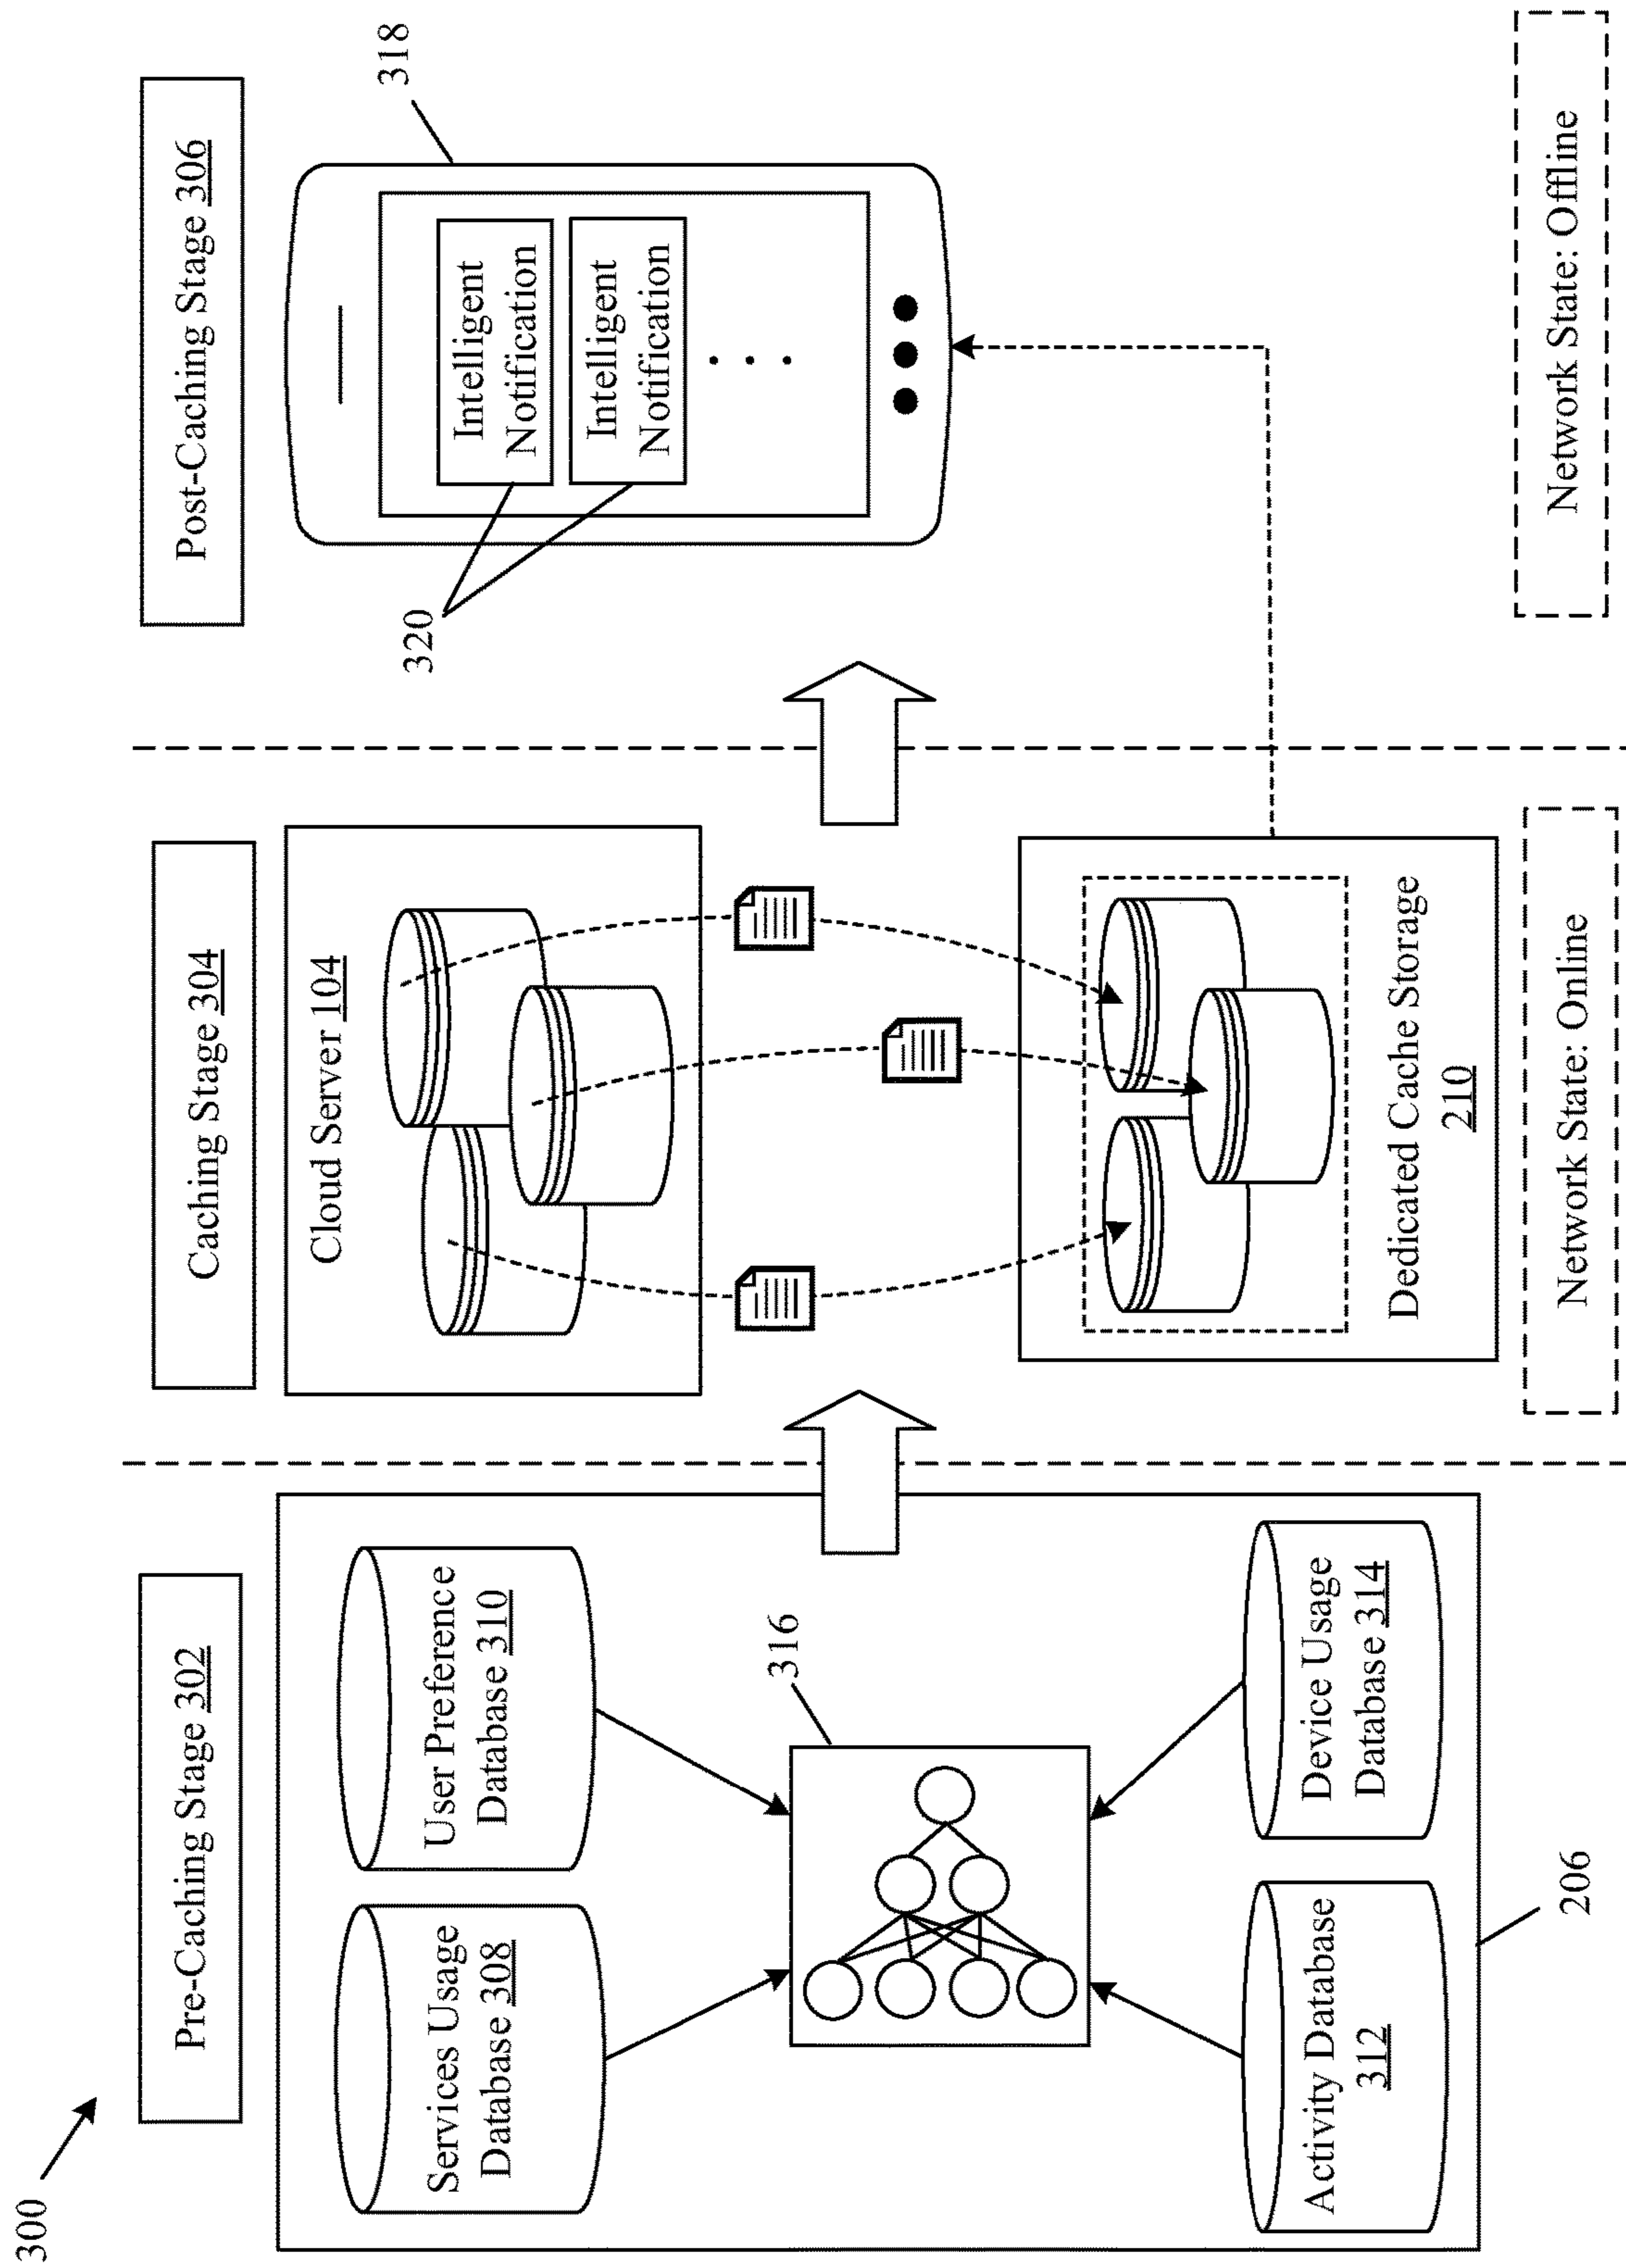 300
Pre-Caching Stage 302
Services Usage
Database 308
User Preference
Database 310
316
Activity Database
312
Device Usage
Database 314
206
Caching Stage 304
Cloud Server 104
Dedicated Cache Storage
210
Network State: Online
Post-Caching Stage 306
318
320
Intelligent
Notification
Intelligent
Notification
Network State: Offline